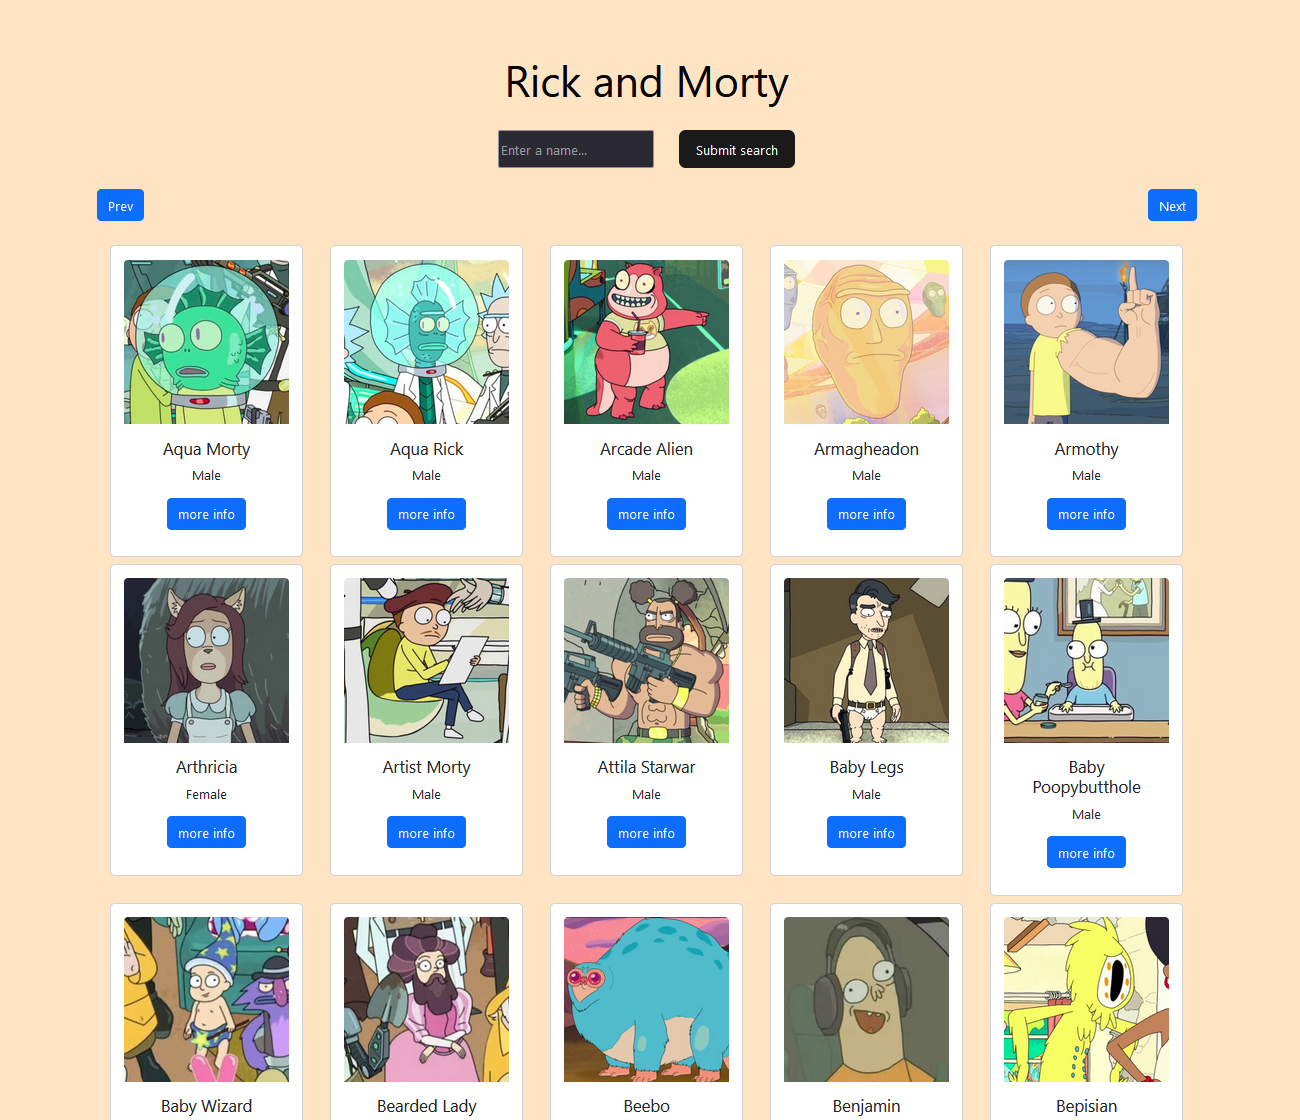 Rick and Morty
Enter a name...
Submit search
Prev
Next
Aqua Morty
Male
more info
Aqua Rick
Male
more info
Arcade Alien
Male
more info
Armagheadon
Male
more info
Armothy
Male
more info
Arthricia
Female
more info
Artist Morty
Male
more info
Attila Starwar
Male
more info
Baby Legs
Male
more info
Baby
Poopybutthole
Male
more info
Baby Wizard
Bearded Lady
Beebo
Benjamin
Bepisian